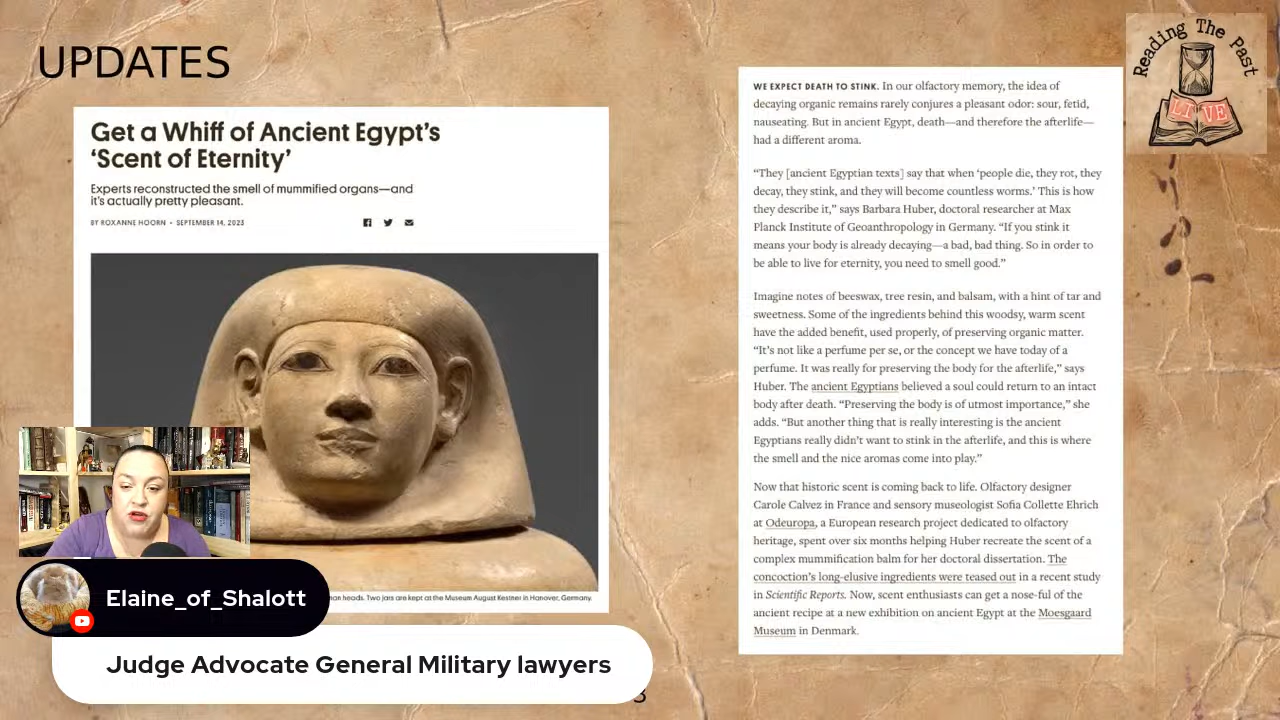 UPDATES
Reading The Past
LIVE
Get a Whiff of Ancient Egypt's
'Scent of Eternity'
Experts reconstructed the smell of mummified organs—and
it's actually pretty pleasant.
BY ROXANNE HOORN • SEPTEMBER 14, 2023
an heads. Two jars are kept at the Museum August Kestner in Hanover, Germany.
WE EXPECT DEATH TO STINK. In our olfactory memory, the idea of
decaying organic remains rarely conjures a pleasant odor: sour, fetid,
nauseating. But in ancient Egypt, death—and therefore the afterlife—
had a different aroma.
“They [ancient Egyptian texts] say that when ‘people die, they rot, they
decay, they stink, and they will become countless worms.’ This is how
they describe it,” says Barbara Huber, doctoral researcher at Max
Planck Institute of Geoanthropology in Germany. “If you stink it
means your body is already decaying—a bad, bad thing. So in order to
be able to live for eternity, you need to smell good.”
Imagine notes of beeswax, tree resin, and balsam, with a hint of tar and
sweetness. Some of the ingredients behind this woodsy, warm scent
have the added benefit, used properly, of preserving organic matter.
“It’s not like a perfume per se, or the concept we have today of a
perfume. It was really for preserving the body for the afterlife,” says
Huber. The ancient Egyptians believed a soul could return to an intact
body after death. “Preserving the body is of utmost importance,” she
adds. “But another thing that is really interesting is the ancient
Egyptians really didn’t want to stink in the afterlife, and this is where
the smell and the nice aromas come into play.”
Now that historic scent is coming back to life. Olfactory designer
Carole Calvez in France and sensory museologist Sofia Collette Ehrich
at Odeuropa, a European research project dedicated to olfactory
heritage, spent over six months helping Huber recreate the scent of a
complex mummification balm for her doctoral dissertation. The
concoction’s long-elusive ingredients were teased out in a recent study
in Scientific Reports. Now, scent enthusiasts can get a nose-ful of the
ancient recipe at a new exhibition on ancient Egypt at the Moesgaard
Museum in Denmark.
Elaine_of_Shalott
Judge Advocate General Military lawyers